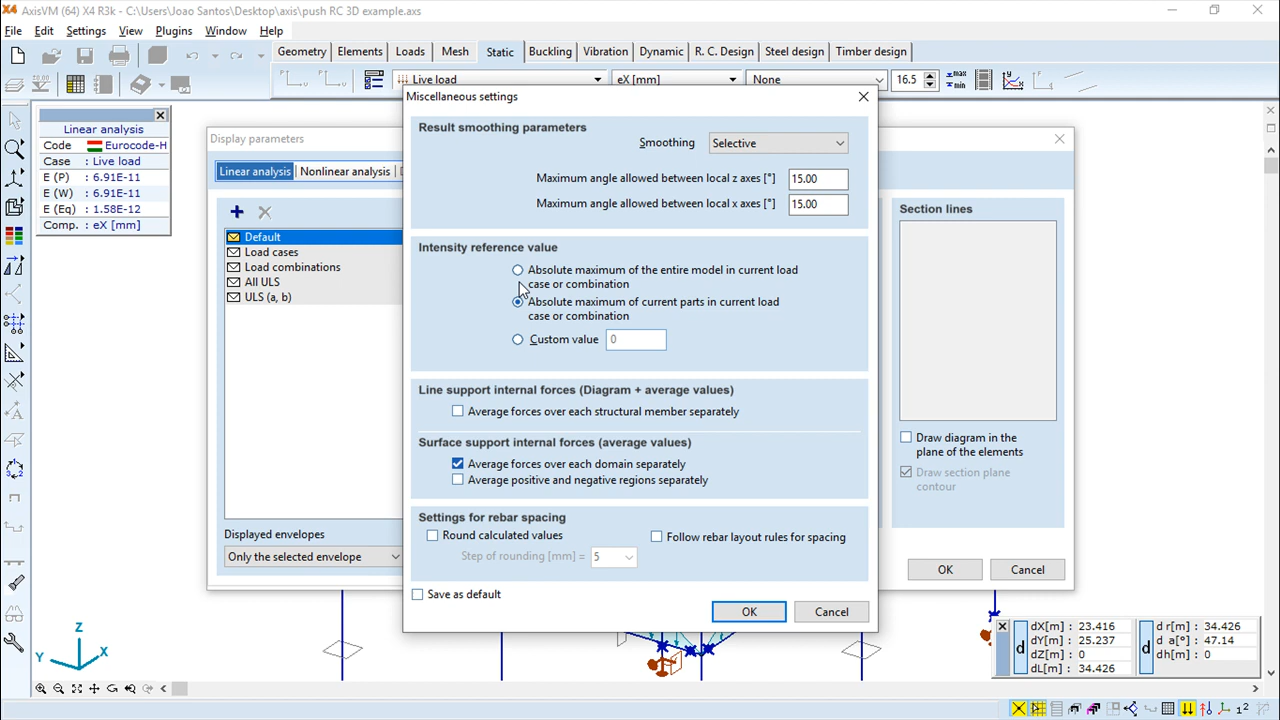 AxisVM (64) X4 R3k - C:\Users\Joao Santos\Desktop\axis\push RC 3D example.axs
File Edit Settings View Plugins Window Help
Geometry Elements Loads Mesh Static Buckling Vibration Dynamic R. C. Design Steel design Timber design
Live load eX [mm] None 16.5
Linear analysis
Code Eurocode-H
Case : Live load
E (P) : 6.91E-11
E (W) : 6.91E-11
E (Eq) : 1.58E-12
Comp. : eX [mm]
Display parameters
Linear analysis Nonlinear analysis
Default
Load cases
Load combinations
All ULS
ULS (a, b)
Displayed envelopes
Only the selected envelope
Miscellaneous settings
Result smoothing parameters
Smoothing Selective
Maximum angle allowed between local z axes [°] 15.00
Maximum angle allowed between local x axes [°] 15.00
Intensity reference value
Absolute maximum of the entire model in current load
case or combination
Absolute maximum of current parts in current load
case or combination
Custom value 0
Line support internal forces (Diagram + average values)
Average forces over each structural member separately
Surface support internal forces (average values)
Average forces over each domain separately
Average positive and negative regions separately
Settings for rebar spacing
Round calculated values
Follow rebar layout rules for spacing
Step of rounding [mm] = 5
Save as default
OK Cancel
Section lines
Draw diagram in the
plane of the elements
Draw section plane
contour
OK Cancel
Z
Y X
d
dX[m] : 23.416
dY[m] : 25.237
dZ[m] : 0
dL[m] : 34.426
d
d r[m] : 34.426
d a[°] : 47.14
dh[m] : 0